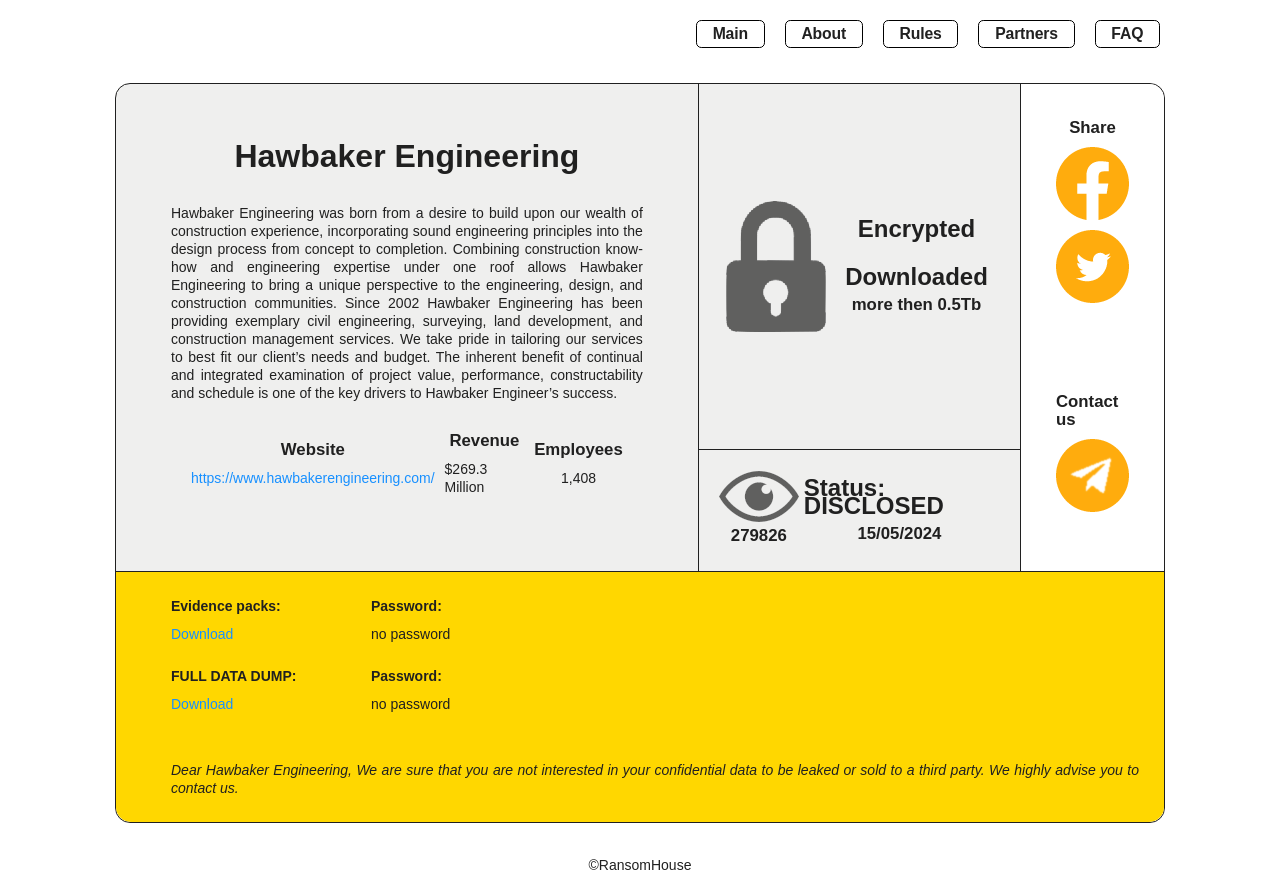 Main
About
Rules
Partners
FAQ
Hawbaker Engineering
Hawbaker Engineering was born from a desire to build upon our wealth of
construction experience, incorporating sound engineering principles into the
design process from concept to completion. Combining construction know-
how and engineering expertise under one roof allows Hawbaker
Engineering to bring a unique perspective to the engineering, design, and
construction communities. Since 2002 Hawbaker Engineering has been
providing exemplary civil engineering, surveying, land development, and
construction management services. We take pride in tailoring our services
to best fit our client’s needs and budget. The inherent benefit of continual
and integrated examination of project value, performance, constructability
and schedule is one of the key drivers to Hawbaker Engineer’s success.
Website
https://www.hawbakerengineering.com/
Revenue
$269.3
Million
Employees
1,408
Encrypted
Downloaded
more then 0.5Tb
279826
Status:
DISCLOSED
15/05/2024
Share
Contact
us
Evidence packs:
Password:
Download
no password
FULL DATA DUMP:
Password:
Download
no password
Dear Hawbaker Engineering, We are sure that you are not interested in your confidential data to be leaked or sold to a third party. We highly advise you to
contact us.
©RansomHouse